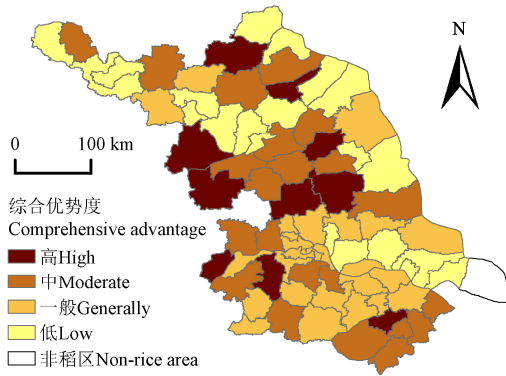 N
0 100 km
综合优势度
Comprehensive advantage
高High
中Moderate
一般Generally
低Low
非稻区Non-rice area